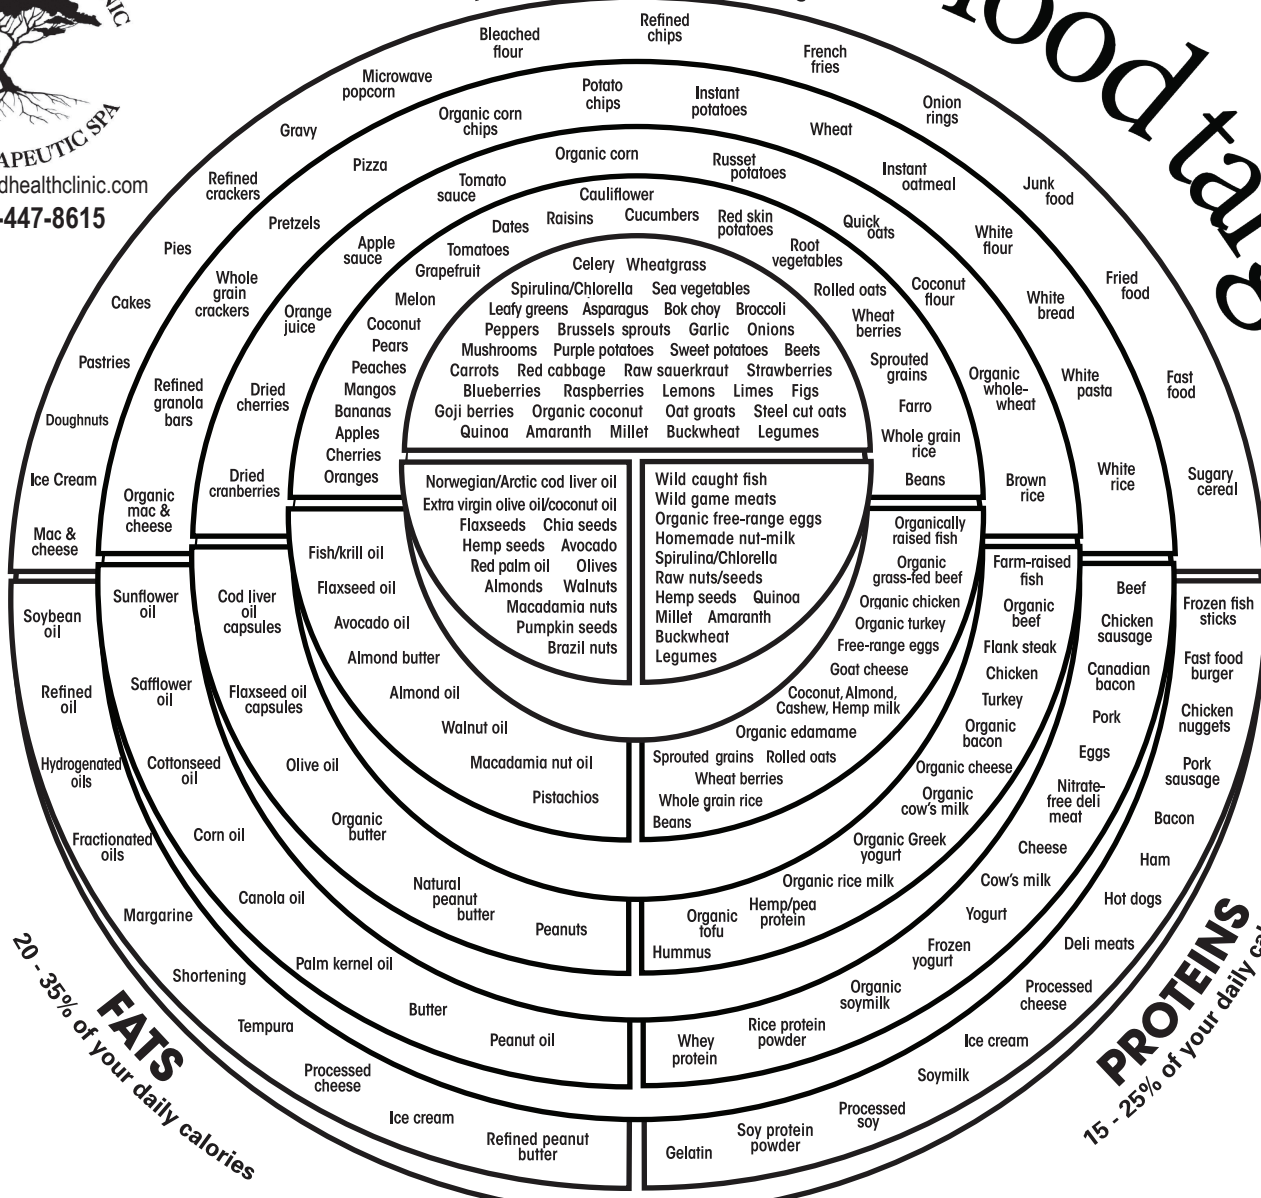 NIC
APEUTIC SPA
dhealthclinic.com
-447-8615
food tar
g
Refined
chips
Bleached
flour
French
fries
Microwave
popcorn
Onion
rings
Gravy
Refined
crackers
Junk
food
Pies
Fried
food
Cakes
Pastries
Fast
food
Doughnuts
Ice Cream
Sugary
cereal
Mac &
cheese
Potato
chips
Instant
potatoes
Organic corn
chips
Wheat
Pizza
Instant
oatmeal
Pretzels
White
flour
Whole
grain
crackers
White
bread
Refined
granola
bars
White
pasta
Organic
mac &
cheese
White
rice
Organic corn
Russet
potatoes
Tomato
sauce
Quick
oats
Apple
sauce
Coconut
flour
Orange
juice
Dried
cherries
Organic
whole-
wheat
Dried
cranberries
Brown
rice
Cauliflower
Raisins
Cucumbers
Red skin
potatoes
Dates
Root
vegetables
Tomatoes
Grapefruit
Rolled oats
Melon
Wheat
berries
Coconut
Pears
Peaches
Sprouted
grains
Mangos
Bananas
Farro
Apples
Whole grain
rice
Cherries
Oranges
Beans
Celery Wheatgrass
Spirulina/Chlorella Sea vegetables
Leafy greens Asparagus Bok choy Broccoli
Peppers Brussels sprouts Garlic Onions
Mushrooms Purple potatoes Sweet potatoes Beets
Carrots Red cabbage Raw sauerkraut Strawberries
Blueberries Raspberries Lemons Limes Figs
Goji berries Organic coconut Oat groats Steel cut oats
Quinoa Amaranth Millet Buckwheat Legumes
Norwegian/Arctic cod liver oil
Extra virgin olive oil/coconut oil
Flaxseeds Chia seeds
Hemp seeds Avocado
Red palm oil Olives
Almonds Walnuts
Macadamia nuts
Pumpkin seeds
Brazil nuts
Wild caught fish
Wild game meats
Organic free-range eggs
Homemade nut-milk
Spirulina/Chlorella
Raw nuts/seeds
Hemp seeds Quinoa
Millet Amaranth
Buckwheat
Legumes
Fish/krill oil
Flaxseed oil
Avocado oil
Almond butter
Almond oil
Walnut oil
Macadamia nut oil
Pistachios
Organically
raised fish
Organic
grass-fed beef
Organic chicken
Organic turkey
Free-range eggs
Goat cheese
Coconut, Almond,
Cashew, Hemp milk
Organic edamame
Sprouted grains Rolled oats
Wheat berries
Whole grain rice
Beans
Cod liver
oil
capsules
Flaxseed oil
capsules
Olive oil
Organic
butter
Natural
peanut
butter
Peanuts
Farm-raised
fish
Organic
beef
Flank steak
Chicken
Turkey
Organic
bacon
Organic cheese
Organic
cow's milk
Organic Greek
yogurt
Organic rice milk
Hemp/pea
protein
Organic
tofu
Hummus
Sunflower
oil
Safflower
oil
Cottonseed
oil
Corn oil
Canola oil
Palm kernel oil
Butter
Peanut oil
Beef
Chicken
sausage
Canadian
bacon
Pork
Eggs
Nitrate-
free deli
meat
Cheese
Cow's milk
Yogurt
Frozen
yogurt
Organic
soymilk
Rice protein
powder
Whey
protein
Soybean
oil
Refined
oil
Hydrogenated
oils
Fractionated
oils
Margarine
Shortening
Tempura
Processed
cheese
Ice cream
Refined peanut
butter
Frozen fish
sticks
Fast food
burger
Chicken
nuggets
Pork
sausage
Bacon
Ham
Hot dogs
Deli meats
Processed
cheese
Ice cream
Soymilk
Processed
soy
Soy protein
powder
Gelatin
FATS
20 - 35% of your daily calories
PROTEINS
15 - 25% of your daily cal